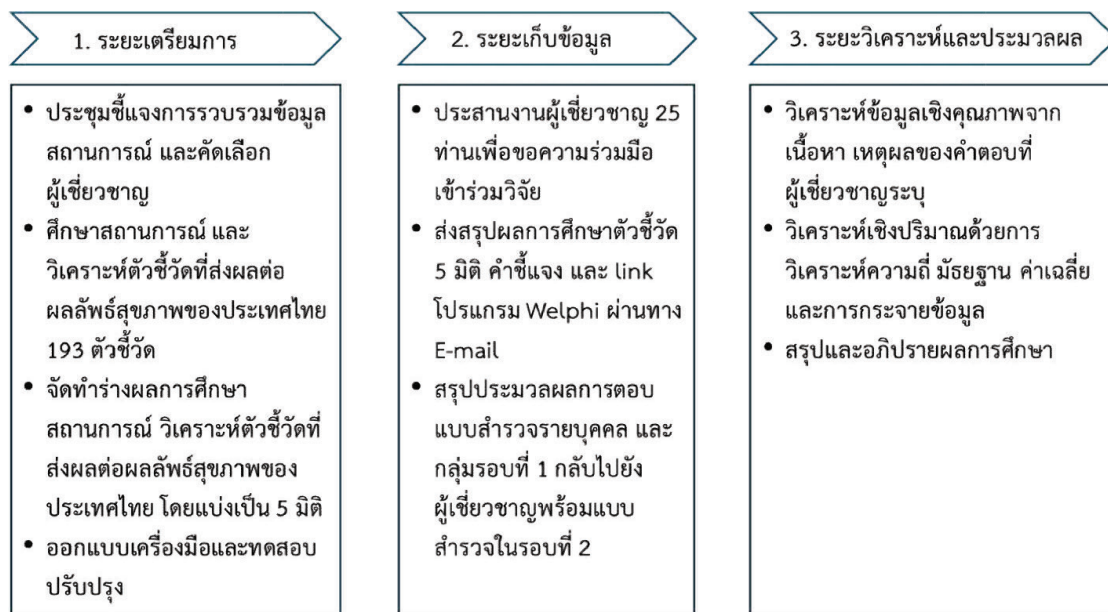 1. ระยะเตรียมการ
• ประชุมชี้แจงการรวบรวมข้อมูล
สถานการณ์ และคัดเลือก
ผู้เชี่ยวชาญ
• ศึกษาสถานการณ์ และ
วิเคราะห์ตัวชี้วัดที่ส่งผลต่อ
ผลลัพธ์สุขภาพของประเทศไทย
193 ตัวชี้วัด
• จัดทำร่างผลการศึกษา
สถานการณ์ วิเคราะห์ตัวชี้วัดที่
ส่งผลต่อผลลัพธ์สุขภาพของ
ประเทศไทย โดยแบ่งเป็น 5 มิติ
• ออกแบบเครื่องมือและทดสอบ
ปรับปรุง
2. ระยะเก็บข้อมูล
• ประสานงานผู้เชี่ยวชาญ 25
ท่านเพื่อขอความร่วมมือ
เข้าร่วมวิจัย
• ส่งสรุปผลการศึกษาตัวชี้วัด
5 มิติ คำชี้แจง และ link
โปรแกรม Welphi ผ่านทาง
E-mail
• สรุปประมวลผลการตอบ
แบบสำรวจรายบุคคล และ
กลุ่มรอบที่ 1 กลับไปยัง
ผู้เชี่ยวชาญพร้อมแบบ
สำรวจในรอบที่ 2
3. ระยะวิเคราะห์และประมวลผล
• วิเคราะห์ข้อมูลเชิงคุณภาพจาก
เนื้อหา เหตุผลของคำตอบที่
ผู้เชี่ยวชาญระบุ
• วิเคราะห์เชิงปริมาณด้วยการ
วิเคราะห์ความถี่ มัธยฐาน ค่าเฉลี่ย
และการกระจายข้อมูล
• สรุปและอภิปรายผลการศึกษา